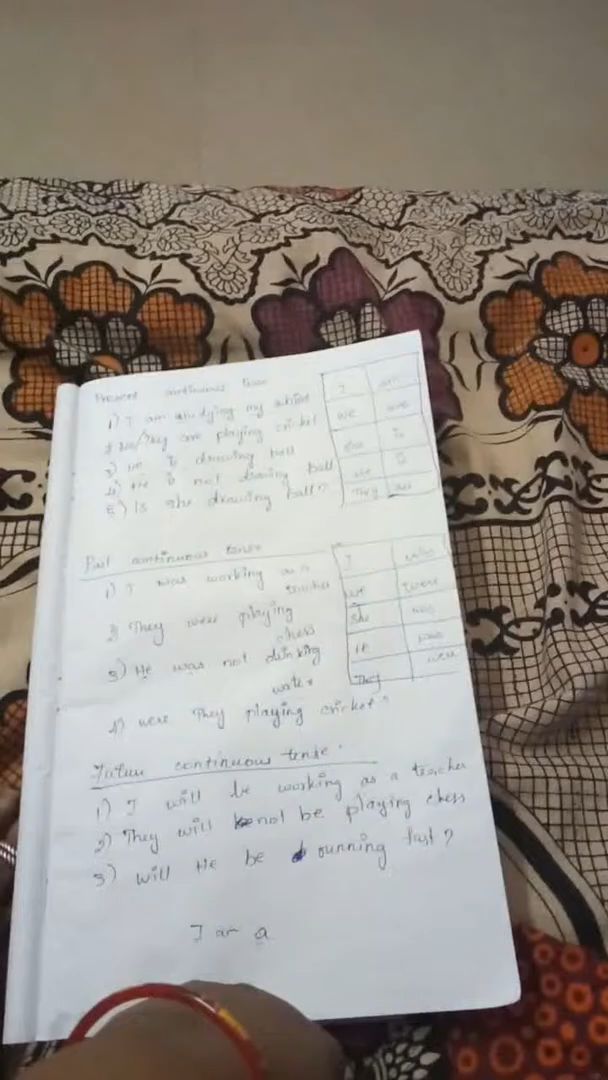 Present continuous tense
1) I am studying my
2) We/They are playing cricket
3) He is drawing ball
4) He is not drawing ball
5) Is she drawing ball?
I am
we are
she is
is
They are
Past continuous tense
1) I was working as a
teacher
2) They were playing
chess
3) He was not drinking
water
4) were They playing cricket?
I was
we were
She was
it was
They were
Future continuous tense
1) I will be working as a teacher
2) They will not be playing chess
3) will He be running fast?
I am a